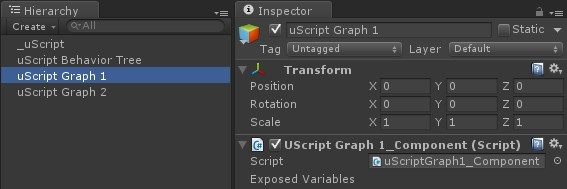 Hierarchy
Create All
_uScript
uScript Behavior Tree
uScript Graph 1
uScript Graph 2
Inspector
uScript Graph 1 Static
Tag Untagged Layer Default
Transform
Position X 0 Y 0 Z 0
Rotation X 0 Y 0 Z 0
Scale X 1 Y 1 Z 1
UScript Graph 1_Component (Script)
Script uScriptGraph1_Component
Exposed Variables